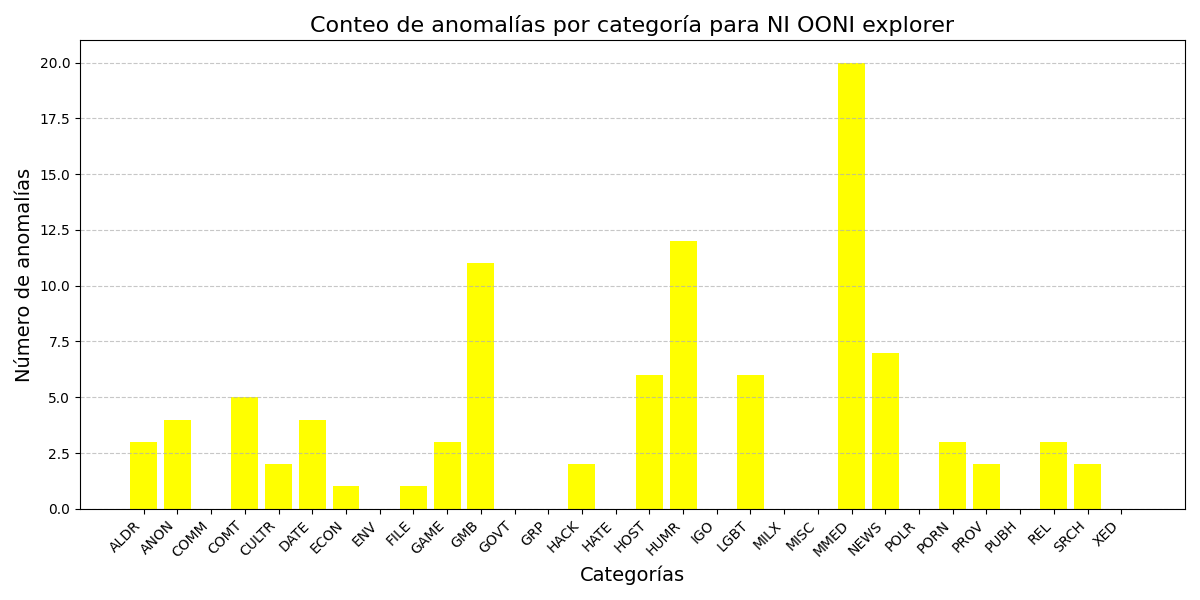 Conteo de anomalías por categoría para NI OONI explorer
Número de anomalías
20.0
17.5
15.0
12.5
10.0
7.5
5.0
2.5
0.0
ALDR
ANON
COMM
COMT
CULTR
DATE
ECON
ENV
FILE
GAME
GMB
GOVT
GRP
HACK
HATE
HOST
HUMR
IGO
LGBT
MILX
MISC
MMED
NEWS
POLR
PORN
PROV
PUBH
REL
SRCH
XED
Categorías